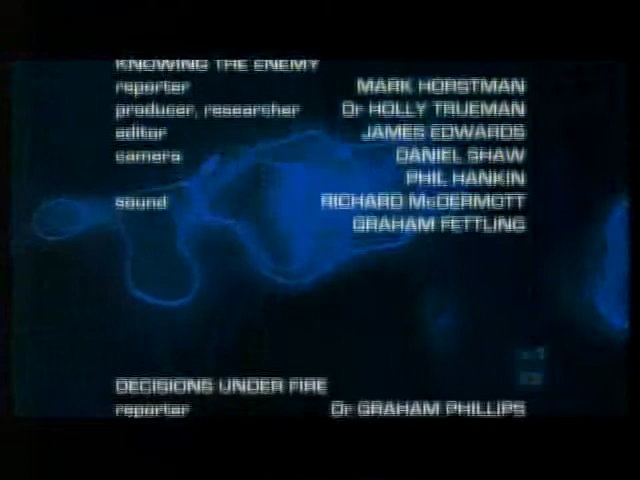 KNOWING THE ENEMY
reporter MARK HORSTMAN
producer, researcher Dr HOLLY TRUEMAN
editor JAMES EDWARDS
camera DANIEL SHAW
PHIL HANKIN
sound RICHARD McDERMOTT
GRAHAM FETTLING
DECISIONS UNDER FIRE
reporter Dr GRAHAM PHILLIPS